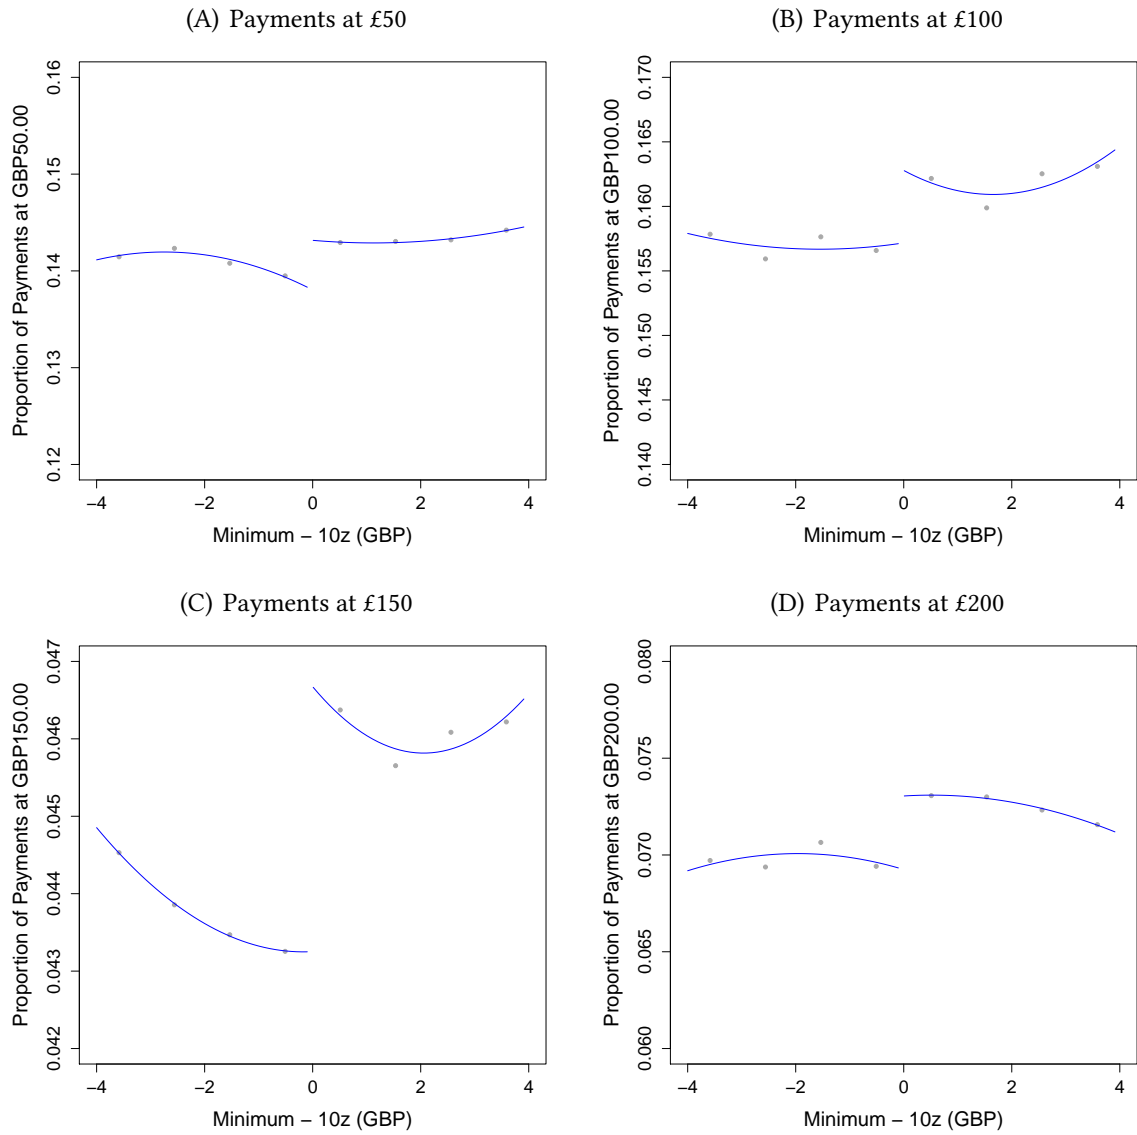 (A) Payments at £50
Proportion of Payments at GBP50.00
0.16
0.15
0.14
0.13
0.12
−4 −2 0 2 4
Minimum − 10z (GBP)
(B) Payments at £100
Proportion of Payments at GBP100.00
0.170
0.165
0.160
0.155
0.150
0.145
0.140
−4 −2 0 2 4
Minimum − 10z (GBP)
(C) Payments at £150
Proportion of Payments at GBP150.00
0.047
0.046
0.045
0.044
0.043
0.042
−4 −2 0 2 4
Minimum − 10z (GBP)
(D) Payments at £200
Proportion of Payments at GBP200.00
0.080
0.075
0.070
0.065
0.060
−4 −2 0 2 4
Minimum − 10z (GBP)